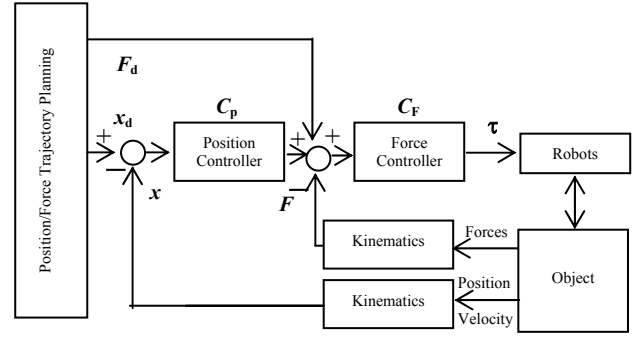 Position/Force Trajectory Planning
F_d
x_d
+
−
x
C_p
Position
Controller
+
+
−
F
C_F
Force
Controller
τ
Robots
Kinematics
Forces
Kinematics
Position
Velocity
Object